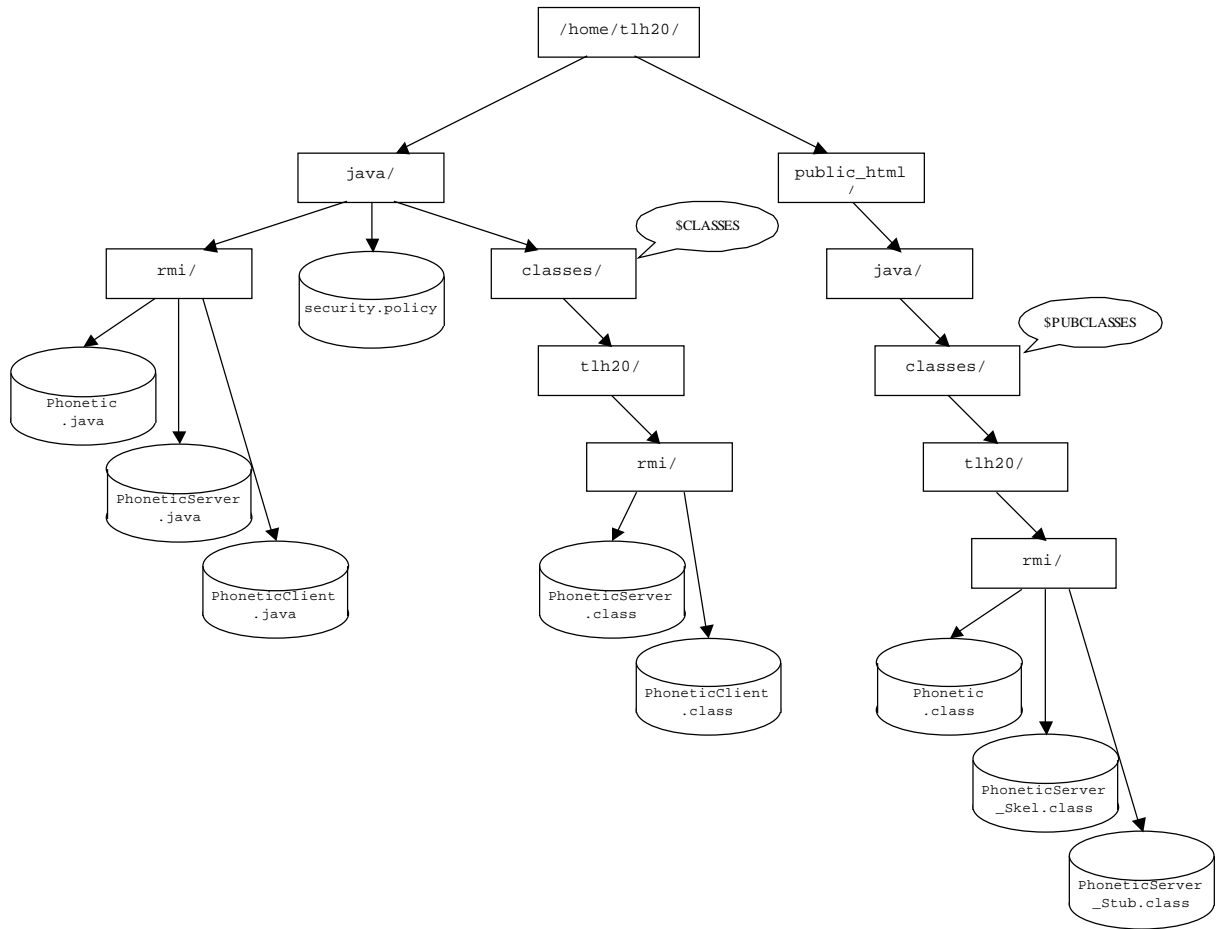 /home/tlh20/
java/
public_html
/
$CLASSES
rmi/
security.policy
classes/
java/
$PUBCLASSES
Phonetic
.java
tlh20/
classes/
PhoneticServer
.java
rmi/
tlh20/
PhoneticClient
.java
PhoneticServer
.class
rmi/
PhoneticClient
.class
Phonetic
.class
PhoneticServer
_Skel.class
PhoneticServer
_Stub.class